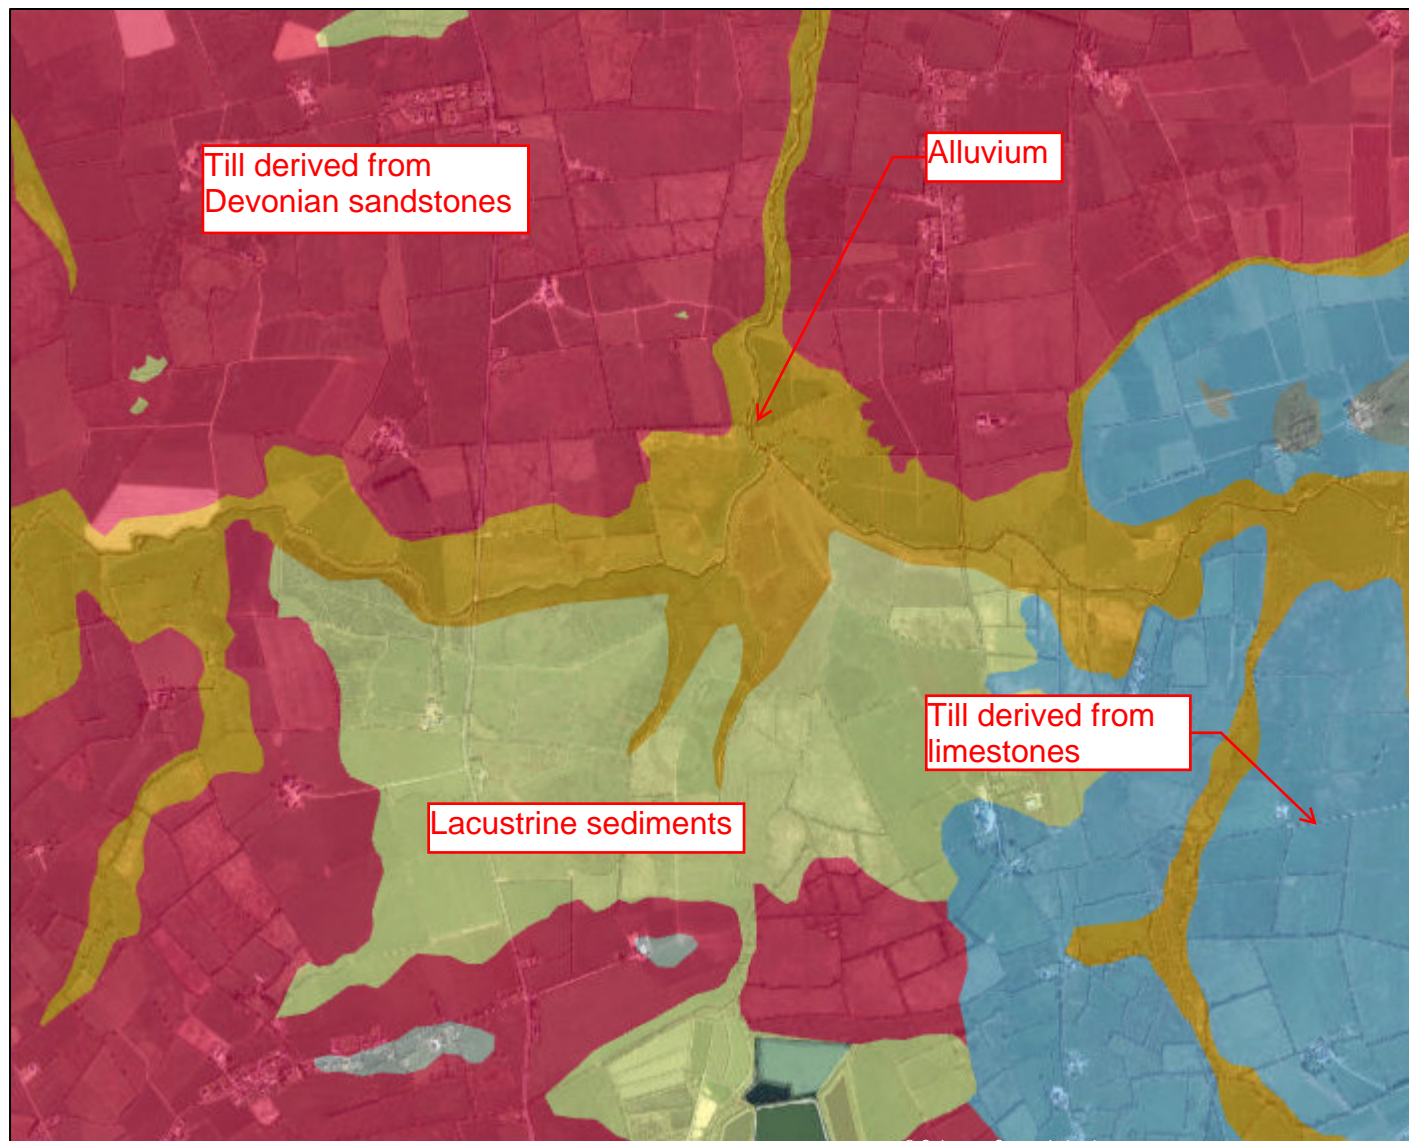 Till derived from
Devonian sandstones
Alluvium
Till derived from
limestones
Lacustrine sediments